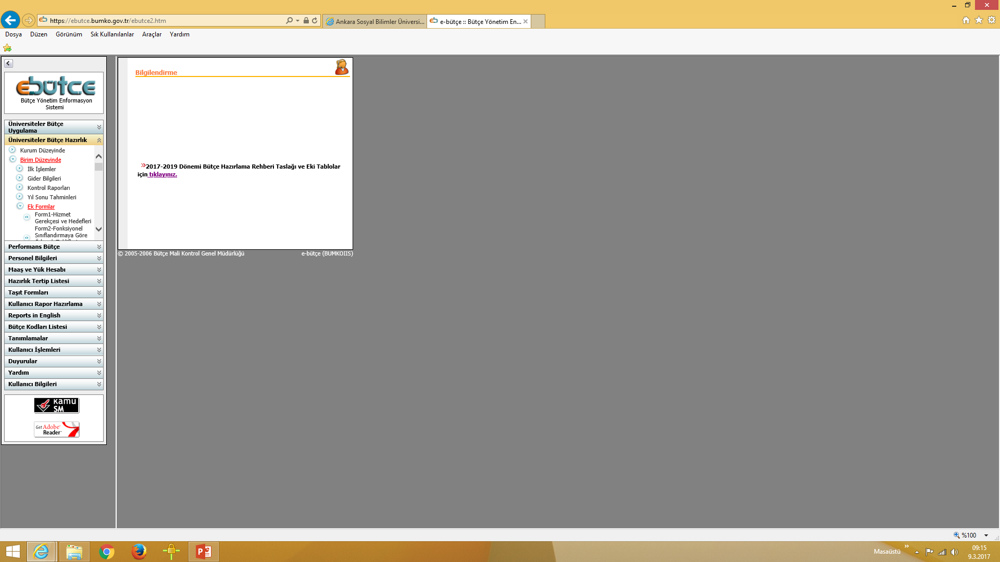 https://ebutce.bumko.gov.tr/ebutce2.htm
Ankara Sosyal Bilimler Üniversi...
e-bütçe :: Bütçe Yönetim En...
Dosya Düzen Görünüm Sık Kullanılanlar Araçlar Yardım
e-bütçe
Bütçe Yönetim Enformasyon
Sistemi
Üniversiteler Bütçe
Uygulama
Üniversiteler Bütçe Hazırlık
Kurum Düzeyinde
Birim Düzeyinde
İlk İşlemler
Gider Bilgileri
Kontrol Raporları
Yıl Sonu Tahminleri
Ek Formlar
Form1-Hizmet
Gerekçesi ve Hedefleri
Form2-Fonksiyonel
Sınıflandırmaya Göre
Performans Bütçe
Personel Bilgileri
Maaş ve Yük Hesabı
Hazırlık Tertip Listesi
Taşıt Formları
Kullanıcı Rapor Hazırlama
Reports in English
Bütçe Kodları Listesi
Tanımlamalar
Kullanıcı İşlemleri
Duyurular
Yardım
Kullanıcı Bilgileri
Kamu
SM
Get Adobe
Reader
Bilgilendirme
2017-2019 Dönemi Bütçe Hazırlama Rehberi Taslağı ve Eki Tablolar
için tıklayınız.
© 2005-2006 Bütçe Mali Kontrol Genel Müdürlüğü e-bütçe (BUMKOIIS)
%100
Masaüstü
09:15
9.3.2017